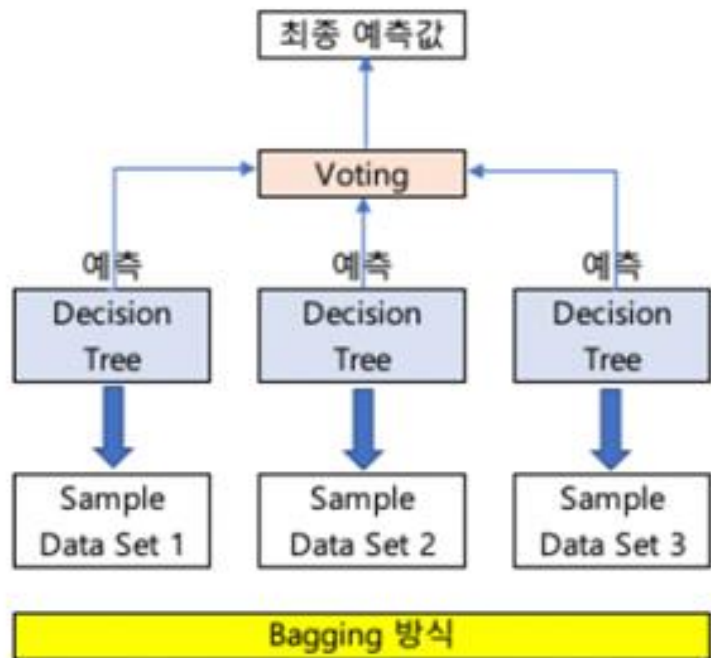 최종 예측값
Voting
예측 예측 예측
Decision Decision Decision
Tree Tree Tree
Sample Sample Sample
Data Set 1 Data Set 2 Data Set 3
Bagging 방식